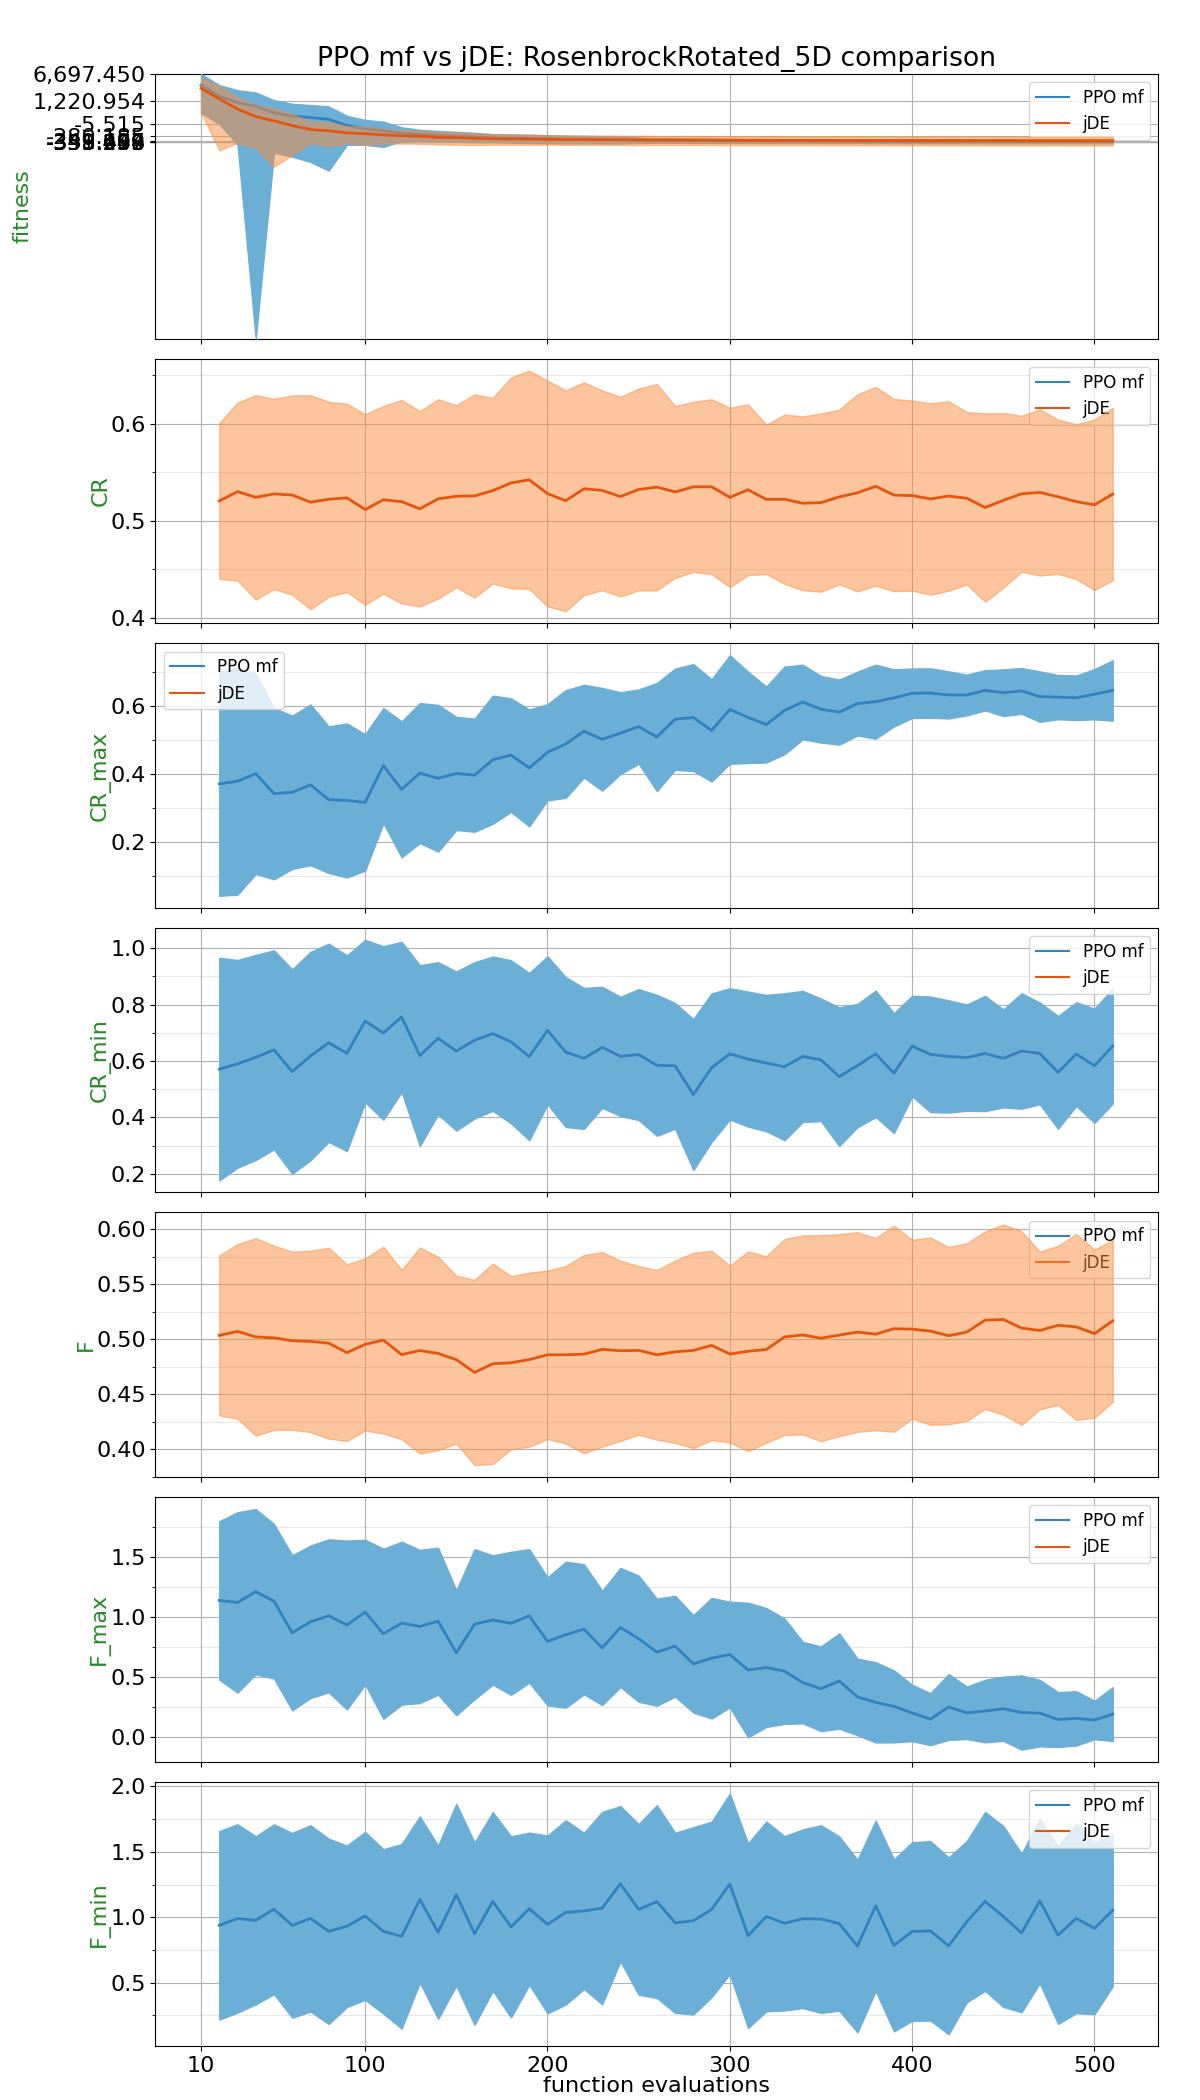 PPO mf vs jDE: RosenbrockRotated_5D comparison
6,697.450
1,220.954
-5.515
fitness
PPO mf
jDE
CR
0.6
0.5
0.4
PPO mf
jDE
CR_max
0.6
0.4
0.2
PPO mf
jDE
CR_min
1.0
0.8
0.6
0.4
0.2
PPO mf
jDE
F
0.60
0.55
0.50
0.45
0.40
PPO mf
jDE
F_max
1.5
1.0
0.5
0.0
PPO mf
jDE
F_min
2.0
1.5
1.0
0.5
PPO mf
jDE
10 100 200 300 400 500
function evaluations